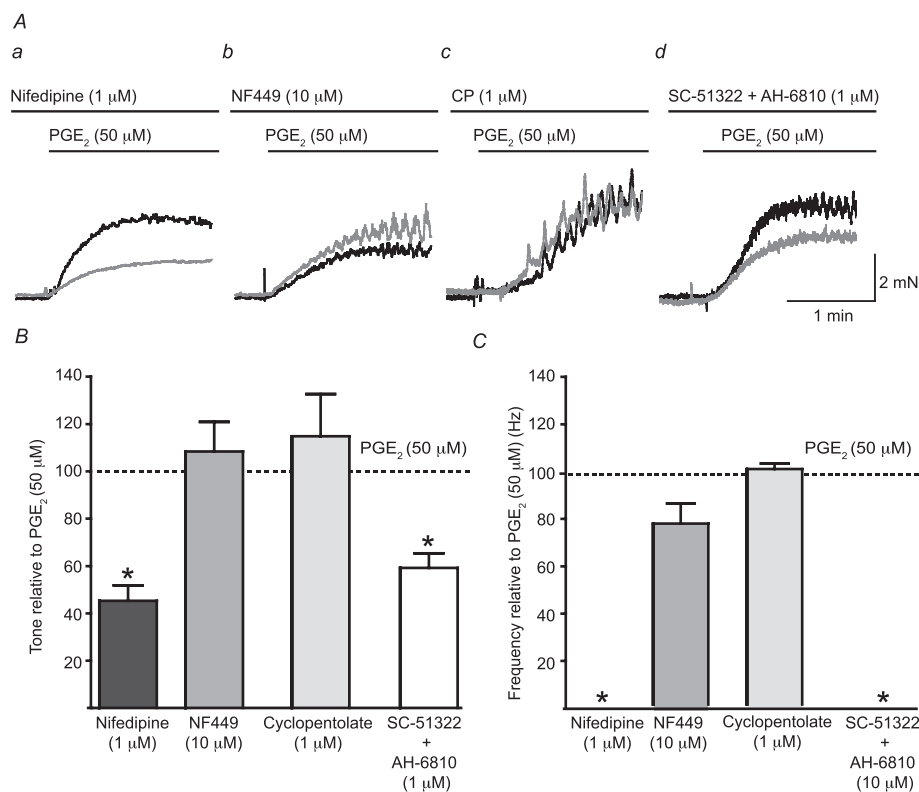 A
a b c d
Nifedipine (1 μM) NF449 (10 μM) CP (1 μM) SC-51322 + AH-6810 (1 μM)
PGE₂ (50 μM) PGE₂ (50 μM) PGE₂ (50 μM) PGE₂ (50 μM)
2 mN
1 min
B
Tone relative to PGE₂ (50 μM)
140
120
100
80
60
40
20
PGE₂ (50 μM)
*
*
Nifedipine (1 μM)
NF449 (10 μM)
Cyclopentolate (1 μM)
SC-51322
+
AH-6810
(1 μM)
C
Frequency relative to PGE₂ (50 μM) (Hz)
140
120
100
80
60
40
20
PGE₂ (50 μM)
*
*
Nifedipine (1 μM)
NF449 (10 μM)
Cyclopentolate (1 μM)
SC-51322
+
AH-6810
(10 μM)